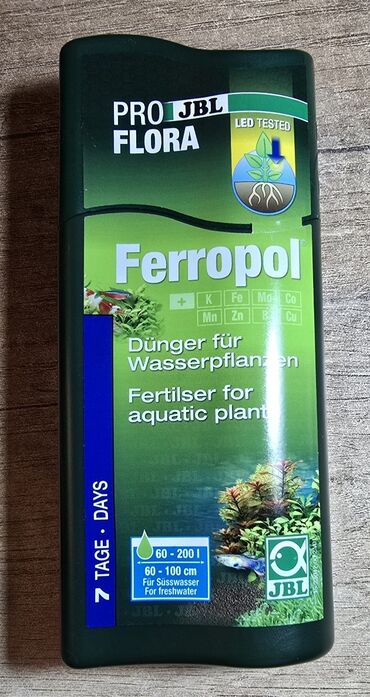 PRO JBL
FLORA
LED TESTED
Ferropol
+ K Fe Mo Co
Mn Zn B Cu
Dünger für
Wasserpflanzen
Fertilser for
aquatic plant
7 TAGE · DAYS
60 - 200 l
60 - 100 cm
Für Süsswasser
For freshwater
JBL